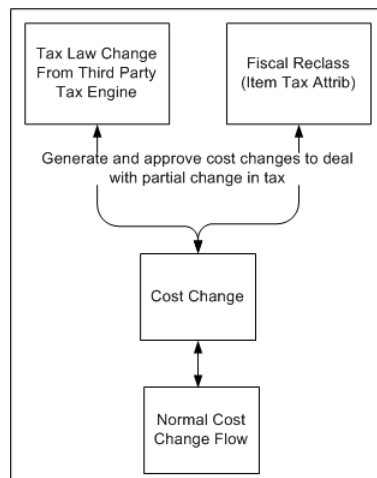 Tax Law Change
From Third Party
Tax Engine
Fiscal Reclass
(Item Tax Attrib)
Generate and approve cost changes to deal
with partial change in tax
Cost Change
Normal Cost
Change Flow